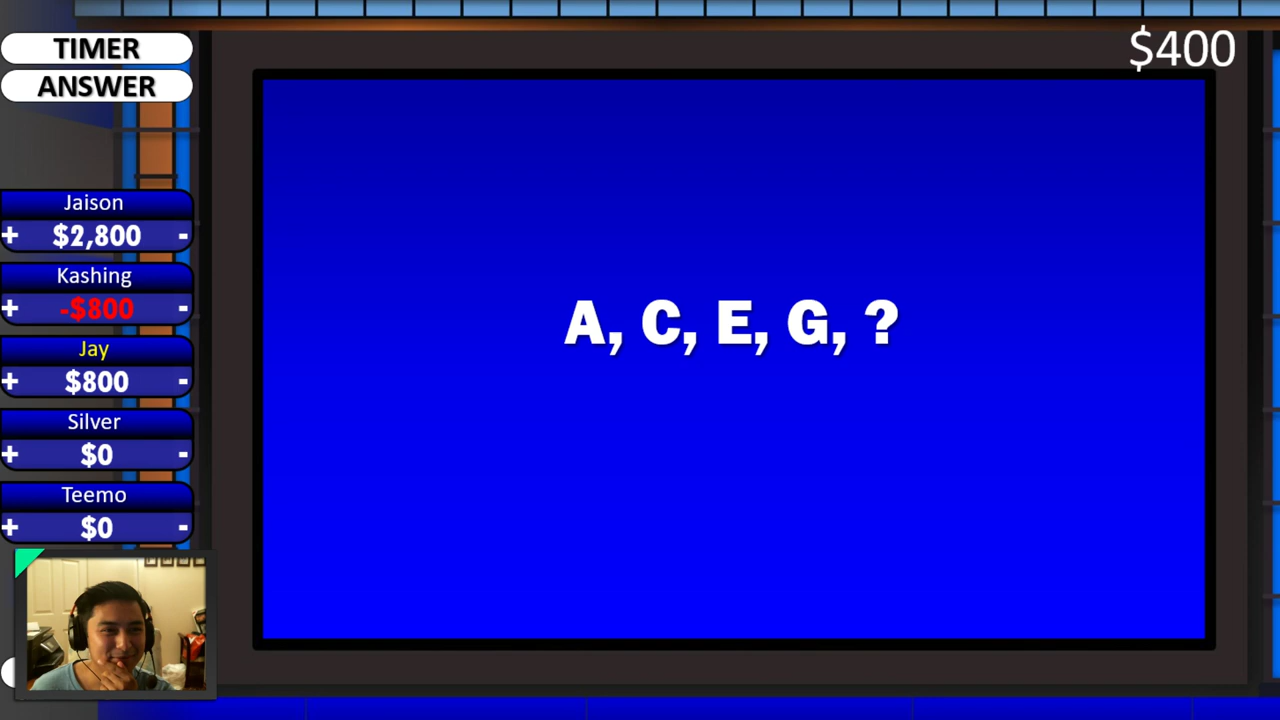 $400
TIMER
ANSWER
Jaison
+ $2,800 -
Kashing
+ -$800 -
Jay
+ $800 -
Silver
+ $0 -
Teemo
+ $0 -
A, C, E, G, ?